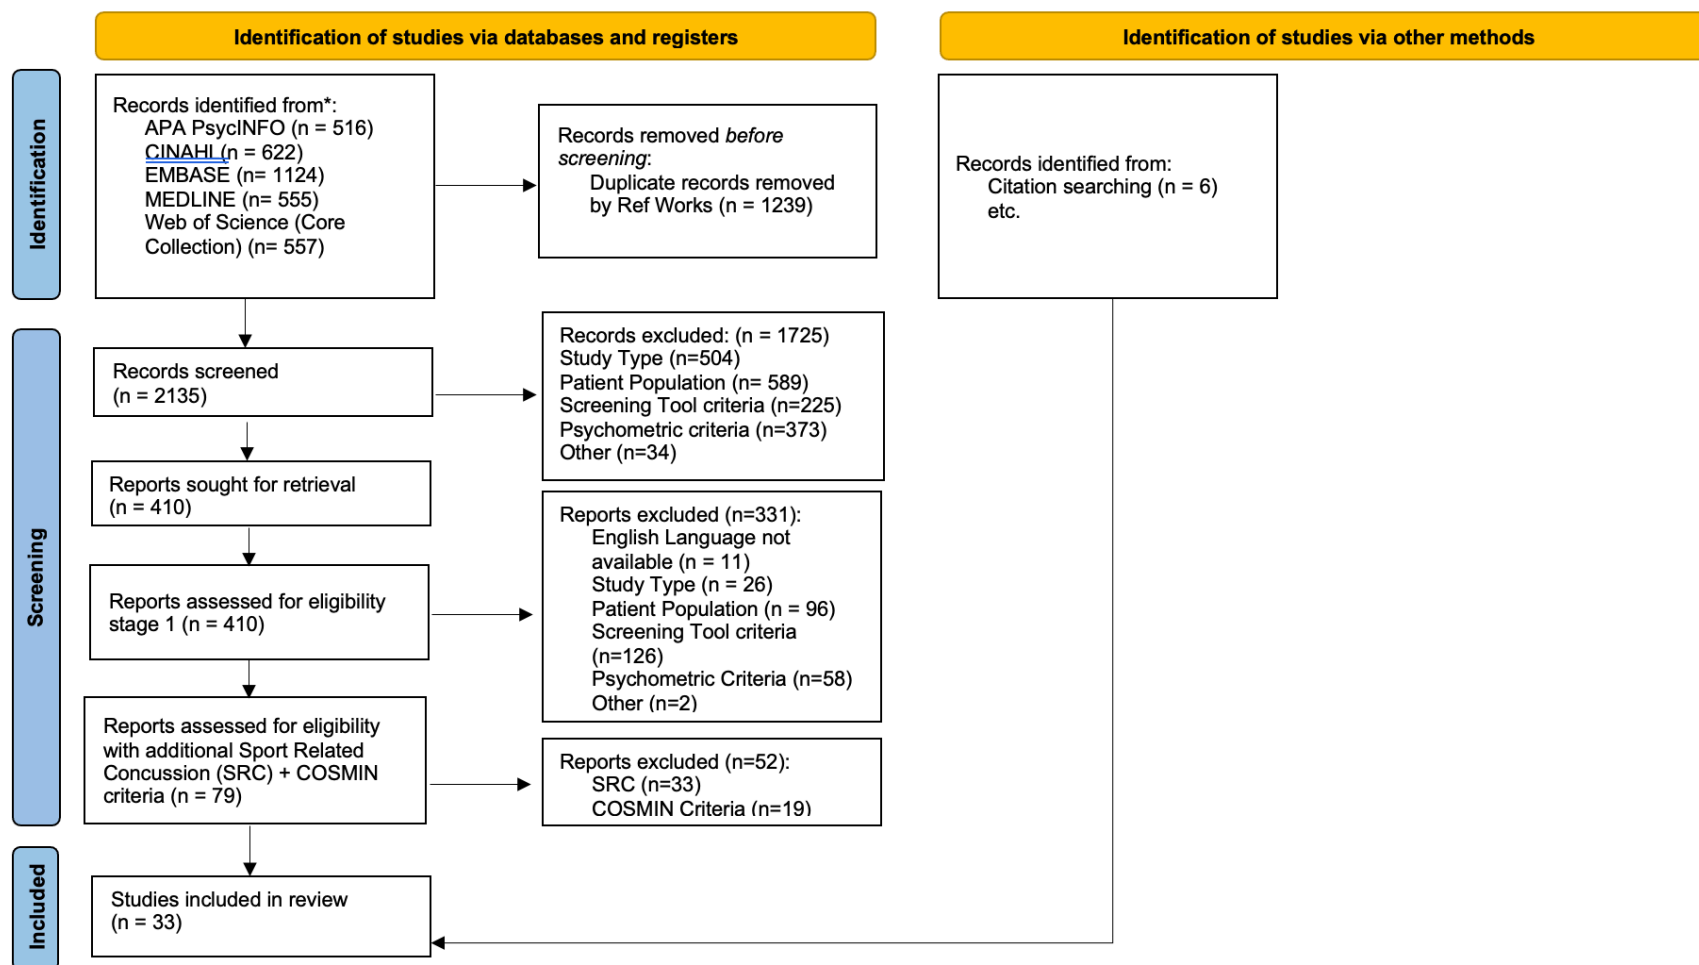 Identification of studies via databases and registers
Identification of studies via other methods
Identification
Records identified from*:
APA PsycINFO (n = 516)
CINAHL (n = 622)
EMBASE (n= 1124)
MEDLINE (n= 555)
Web of Science (Core
Collection) (n= 557)
Records removed before
screening:
Duplicate records removed
by Ref Works (n = 1239)
Records identified from:
Citation searching (n = 6)
etc.
Screening
Records screened
(n = 2135)
Records excluded: (n = 1725)
Study Type (n=504)
Patient Population (n= 589)
Screening Tool criteria (n=225)
Psychometric criteria (n=373)
Other (n=34)
Reports sought for retrieval
(n = 410)
Reports assessed for eligibility
stage 1 (n = 410)
Reports excluded (n=331):
English Language not
available (n = 11)
Study Type (n = 26)
Patient Population (n = 96)
Screening Tool criteria
(n=126)
Psychometric Criteria (n=58)
Other (n=2)
Reports assessed for eligibility
with additional Sport Related
Concussion (SRC) + COSMIN
criteria (n = 79)
Reports excluded (n=52):
SRC (n=33)
COSMIN Criteria (n=19)
Included
Studies included in review
(n = 33)